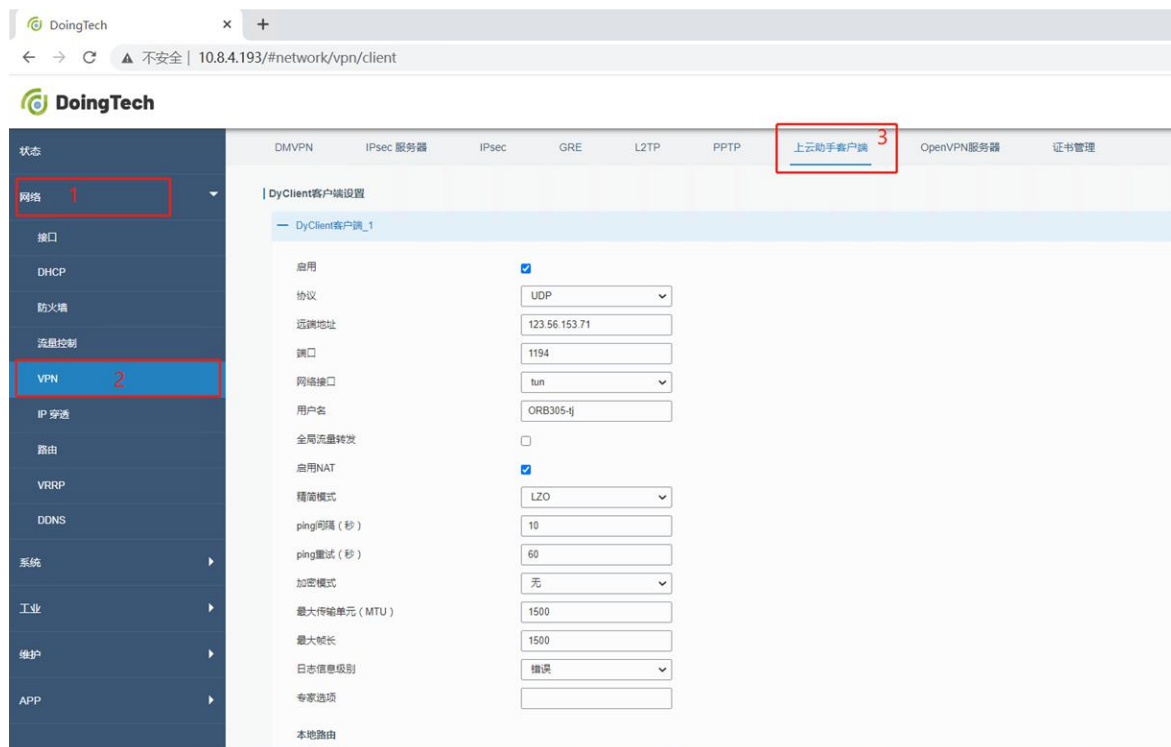 DoingTech
不安全 | 10.8.4.193/#network/vpn/client
DoingTech
状态
网络 1
接口
DHCP
防火墙
流量控制
VPN 2
IP 穿透
路由
VRRP
DDNS
系统
工业
维护
APP
DMVPN IPsec 服务器 IPsec GRE L2TP PPTP 上云助手客户端 3 OpenVPN服务器 证书管理
DyClient客户端设置
DyClient客户端_1
启用
协议 UDP
远端地址 123.56.153.71
端口 1194
网络接口 tun
用户名 ORB305-tj
全局流量转发
启用NAT
精简模式 LZO
ping间隔（秒） 10
ping重试（秒） 60
加密模式 无
最大传输单元（MTU） 1500
最大帧长 1500
日志信息级别 错误
专家选项
本地路由